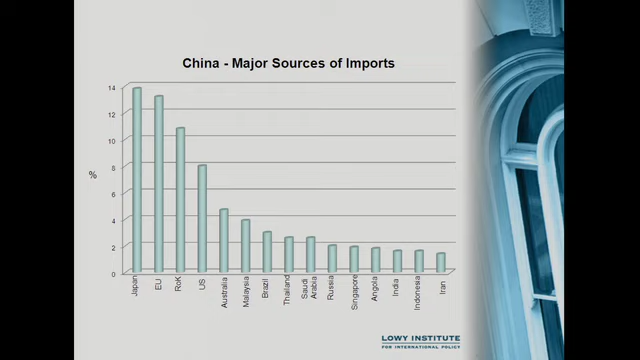 China - Major Sources of Imports
14
12
10
8
6
4
2
0
%
Japan
EU
RoK
US
Australia
Malaysia
Brazil
Thailand
Saudi
Arabia
Russia
Singapore
Angola
India
Indonesia
Iran
LOWY INSTITUTE
FOR INTERNATIONAL POLICY